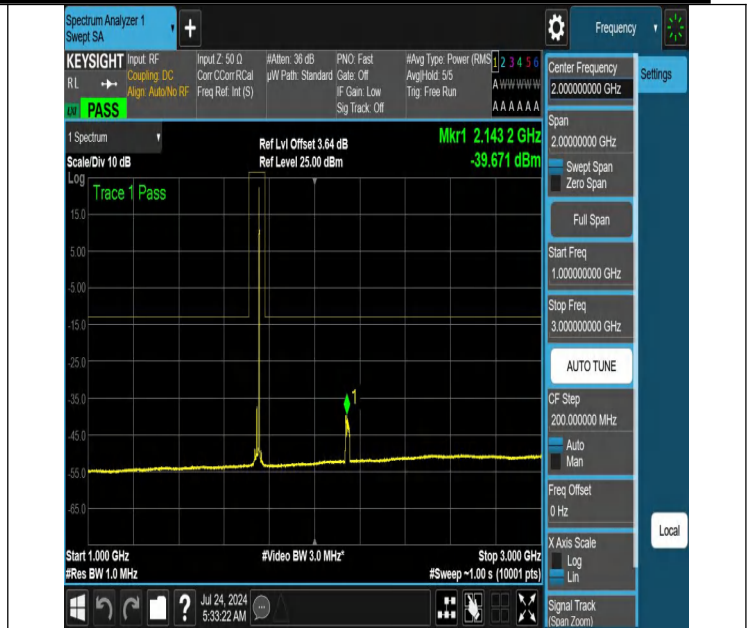 Spectrum Analyzer 1
Swept SA
Frequency
KEYSIGHT
RL
PASS
Input: RF
Coupling: DC
Align: Auto/No RF
Input Z: 50 Ω
Corr CCorr RCal
Freq Ref: Int (S)
#Atten: 36 dB
µW Path: Standard
PNO: Fast
Gate: Off
IF Gain: Low
Sig Track: Off
#Avg Type: Power (RMS
Avg|Hold: 5/5
Trig: Free Run
1 2 3 4 5 6
A W W W W W
A A A A A A
1 Spectrum
Scale/Div 10 dB
Ref Lvl Offset 3.64 dB
Ref Level 25.00 dBm
Mkr1 2.143 2 GHz
-39.671 dBm
Log
Trace 1 Pass
15.0
5.00
-5.00
-15.0
-25.0
-35.0
1
-45.0
-55.0
-65.0
Start 1.000 GHz
#Video BW 3.0 MHz*
Stop 3.000 GHz
#Res BW 1.0 MHz
#Sweep ~1.00 s (10001 pts)
Jul 24, 2024
5:33:22 AM
Center Frequency
2.000000000 GHz
Settings
Span
2.00000000 GHz
Swept Span
Zero Span
Full Span
Start Freq
1.000000000 GHz
Stop Freq
3.000000000 GHz
AUTO TUNE
CF Step
200.000000 MHz
Auto
Man
Freq Offset
0 Hz
Local
X Axis Scale
Log
Lin
Signal Track
(Span Zoom)